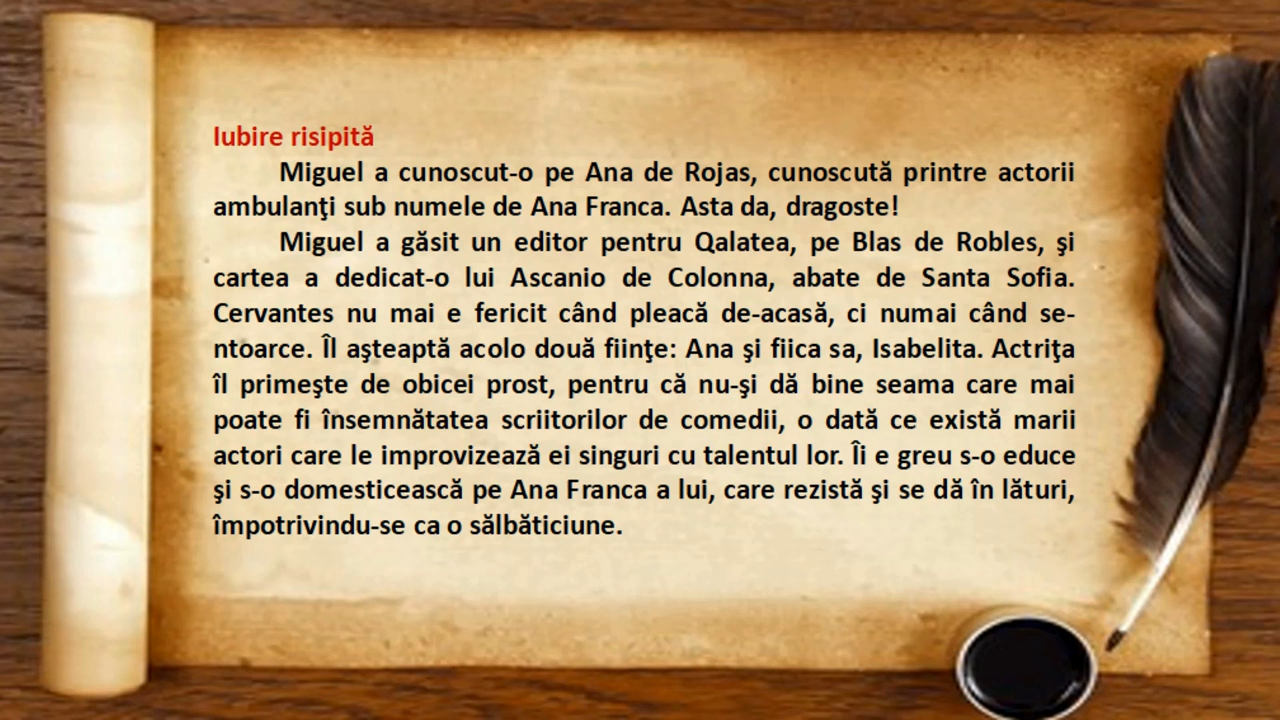 Iubire risipită
Miguel a cunoscut-o pe Ana de Rojas, cunoscută printre actorii
ambulanţi sub numele de Ana Franca. Asta da, dragoste!
Miguel a găsit un editor pentru Qalatea, pe Blas de Robles, şi
cartea a dedicat-o lui Ascanio de Colonna, abate de Santa Sofia.
Cervantes nu mai e fericit când pleacă de-acasă, ci numai când se-
ntoarce. Îl aşteaptă acolo două fiinţe: Ana şi fiica sa, Isabelita. Actriţa
îl primeşte de obicei prost, pentru că nu-şi dă bine seama care mai
poate fi însemnătatea scriitorilor de comedii, o dată ce există marii
actori care le improvizează ei singuri cu talentul lor. Îi e greu s-o educe
şi s-o domesticească pe Ana Franca a lui, care rezistă şi se dă în lături,
împotrivindu-se ca o sălbăticiune.